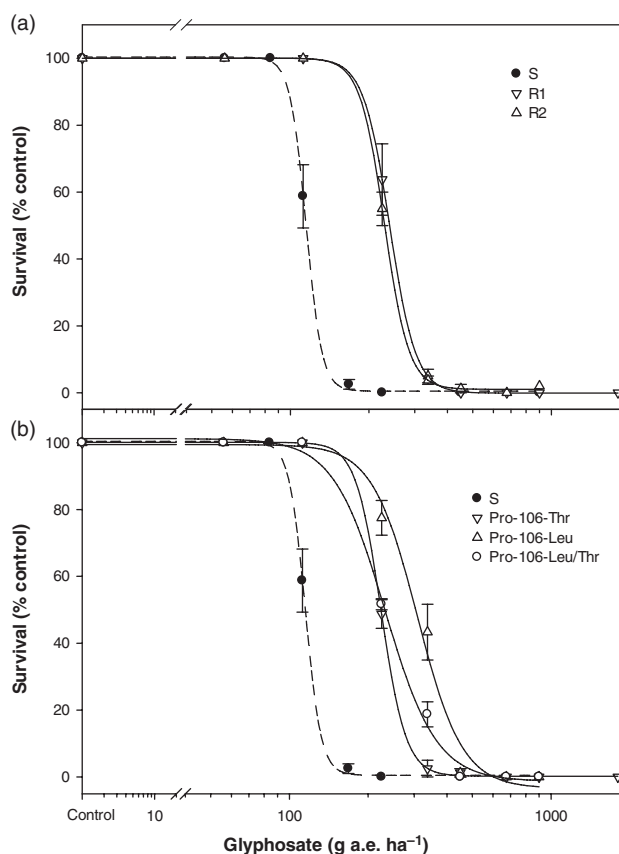 (a)
100
80
60
40
20
0
Survival (% control)
S
R1
R2
(b)
100
80
60
40
20
0
Survival (% control)
S
Pro-106-Thr
Pro-106-Leu
Pro-106-Leu/Thr
Control 10 100 1000
Glyphosate (g a.e. ha⁻¹)